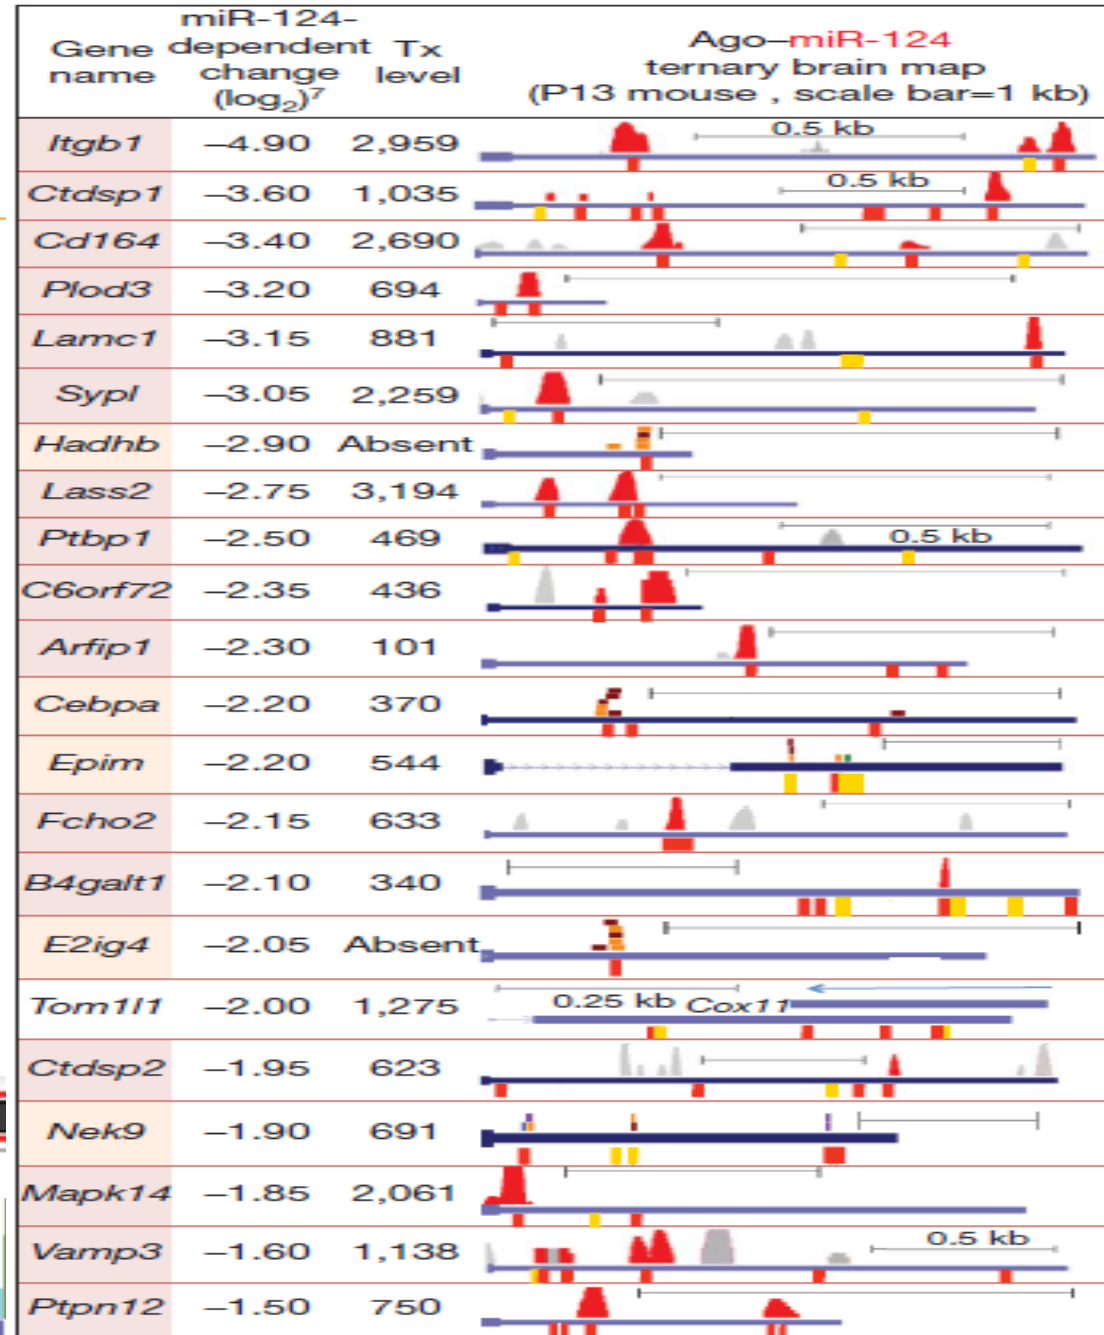 Gene name miR-124-dependent change (log2)7 Tx level Ago–miR-124 ternary brain map (P13 mouse , scale bar=1 kb)
Itgb1 –4.90 2,959 0.5 kb
Ctdsp1 –3.60 1,035 0.5 kb
Cd164 –3.40 2,690
Plod3 –3.20 694
Lamc1 –3.15 881
Sypl –3.05 2,259
Hadhb –2.90 Absent
Lass2 –2.75 3,194
Ptbp1 –2.50 469 0.5 kb
C6orf72 –2.35 436
Arfip1 –2.30 101
Cebpa –2.20 370
Epim –2.20 544
Fcho2 –2.15 633
B4galt1 –2.10 340
E2ig4 –2.05 Absent
Tom1l1 –2.00 1,275 0.25 kb Cox11
Ctdsp2 –1.95 623
Nek9 –1.90 691
Mapk14 –1.85 2,061
Vamp3 –1.60 1,138 0.5 kb
Ptpn12 –1.50 750